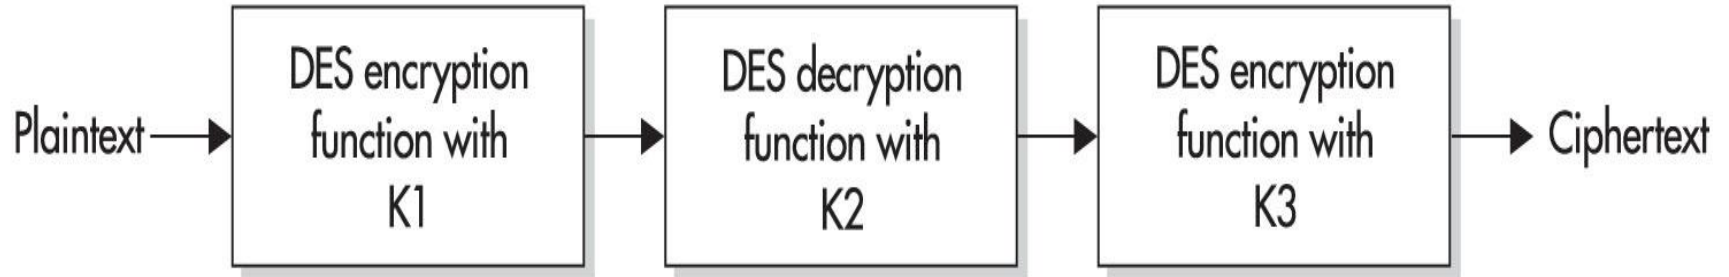 Plaintext
DES encryption
function with
K1
DES decryption
function with
K2
DES encryption
function with
K3
Ciphertext